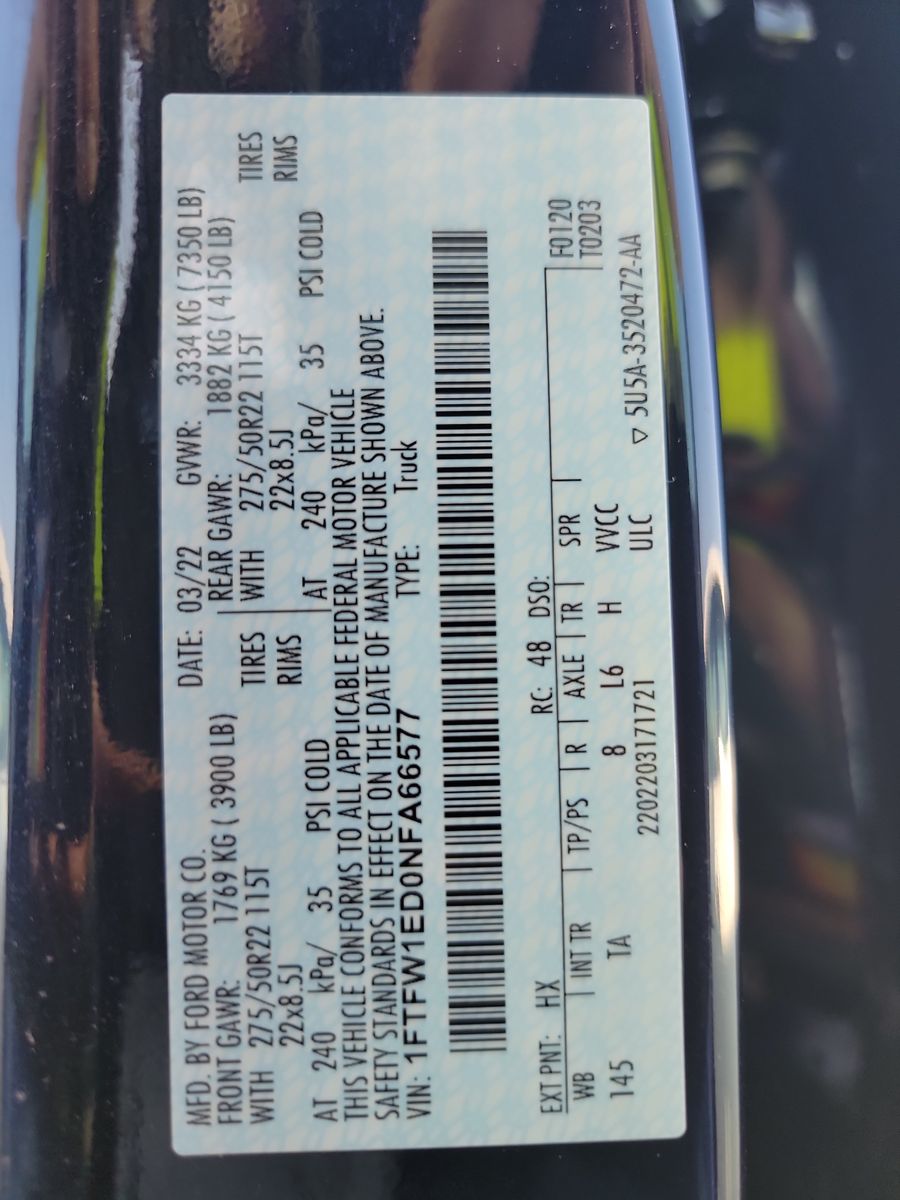 MFD. BY FORD MOTOR CO.
DATE: 03/22 GVWR: 3334 KG ( 7350 LB)
FRONT GAWR: 1769 KG ( 3900 LB)
REAR GAWR: 1882 KG ( 4150 LB)
WITH 275/50R22 115T TIRES
WITH 275/50R22 115T TIRES
22x8.5J RIMS
22x8.5J RIMS
AT 240 kPa/ 35 PSI COLD
AT 240 kPa/ 35 PSI COLD
THIS VEHICLE CONFORMS TO ALL APPLICABLE FEDERAL MOTOR VEHICLE
SAFETY STANDARDS IN EFFECT ON THE DATE OF MANUFACTURE SHOWN ABOVE.
VIN: 1FTFW1ED0NFA66577 TYPE: Truck
EXT PNT: HX RC: 48 DSO: F0120
WB INT TR TP/PS R AXLE TR SPR T0203
145 TA 8 L6 H VVCC
2202203171721 ULC ▽ 5U5A-3520472-AA